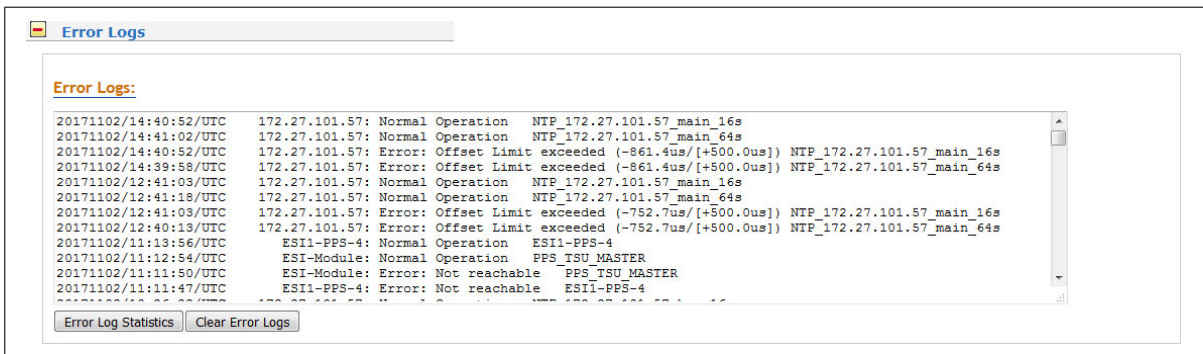 Error Logs
Error Logs:
20171102/14:40:52/UTC 172.27.101.57: Normal Operation NTP_172.27.101.57_main_16s
20171102/14:41:02/UTC 172.27.101.57: Normal Operation NTP_172.27.101.57_main_64s
20171102/14:40:52/UTC 172.27.101.57: Error: Offset Limit exceeded (-861.4us/[+500.0us]) NTP_172.27.101.57_main_16s
20171102/14:39:58/UTC 172.27.101.57: Error: Offset Limit exceeded (-861.4us/[+500.0us]) NTP_172.27.101.57_main_64s
20171102/12:41:03/UTC 172.27.101.57: Normal Operation NTP_172.27.101.57_main_16s
20171102/12:41:18/UTC 172.27.101.57: Normal Operation NTP_172.27.101.57_main_64s
20171102/12:41:03/UTC 172.27.101.57: Error: Offset Limit exceeded (-752.7us/[+500.0us]) NTP_172.27.101.57_main_16s
20171102/12:40:13/UTC 172.27.101.57: Error: Offset Limit exceeded (-752.7us/[+500.0us]) NTP_172.27.101.57_main_64s
20171102/11:13:56/UTC ESI1-PPS-4: Normal Operation ESI1-PPS-4
20171102/11:12:54/UTC ESI-Module: Normal Operation PPS_TSU_MASTER
20171102/11:11:50/UTC ESI-Module: Error: Not reachable PPS_TSU_MASTER
20171102/11:11:47/UTC ESI1-PPS-4: Error: Not reachable ESI1-PPS-4
Error Log Statistics Clear Error Logs